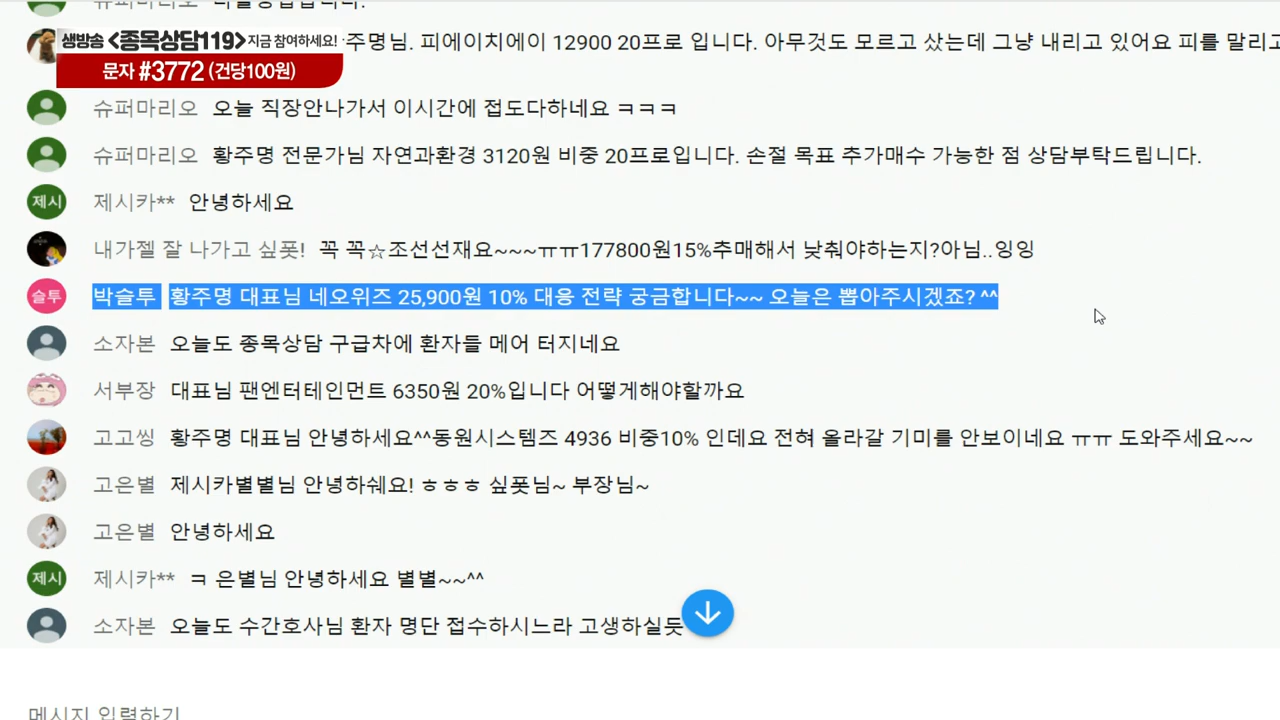 생방송 <종목상담119> 지금 참여하세요!
문자 #3772 (건당100원)
주명님. 피에이치에이 12900 20프로 입니다. 아무것도 모르고 샀는데 그냥 내리고 있어요 피를 말리고
슈퍼마리오 오늘 직장안나가서 이시간에 접도다하네요 ㅋㅋㅋ
슈퍼마리오 황주명 전문가님 자연과환경 3120원 비중 20프로입니다. 손절 목표 추가매수 가능한 점 상담부탁드립니다.
제시 제시카** 안녕하세요
내가젤 잘 나가고 싶폿! 꼭 꼭☆조선선재요~~~ㅠㅠ177800원15%추매해서 낮춰야하는지?아님..잉잉
슬투 박슬투 황주명 대표님 네오위즈 25,900원 10% 대응 전략 궁금합니다~~ 오늘은 뽑아주시겠죠? ^^
소자본 오늘도 종목상담 구급차에 환자들 메어 터지네요
서부장 대표님 팬엔터테인먼트 6350원 20%입니다 어떻게해야할까요
고고씽 황주명 대표님 안녕하세요^^동원시스템즈 4936 비중10% 인데요 전혀 올라갈 기미를 안보이네요 ㅠㅠ 도와주세요~~
고은별 제시카별별님 안녕하쉐요! ㅎㅎㅎ 싶폿님~ 부장님~
고은별 안녕하세요
제시 제시카** ㅋ 은별님 안녕하세요 별별~~^^
소자본 오늘도 수간호사님 환자 명단 접수하시느라 고생하실듯
메시지 입력하기